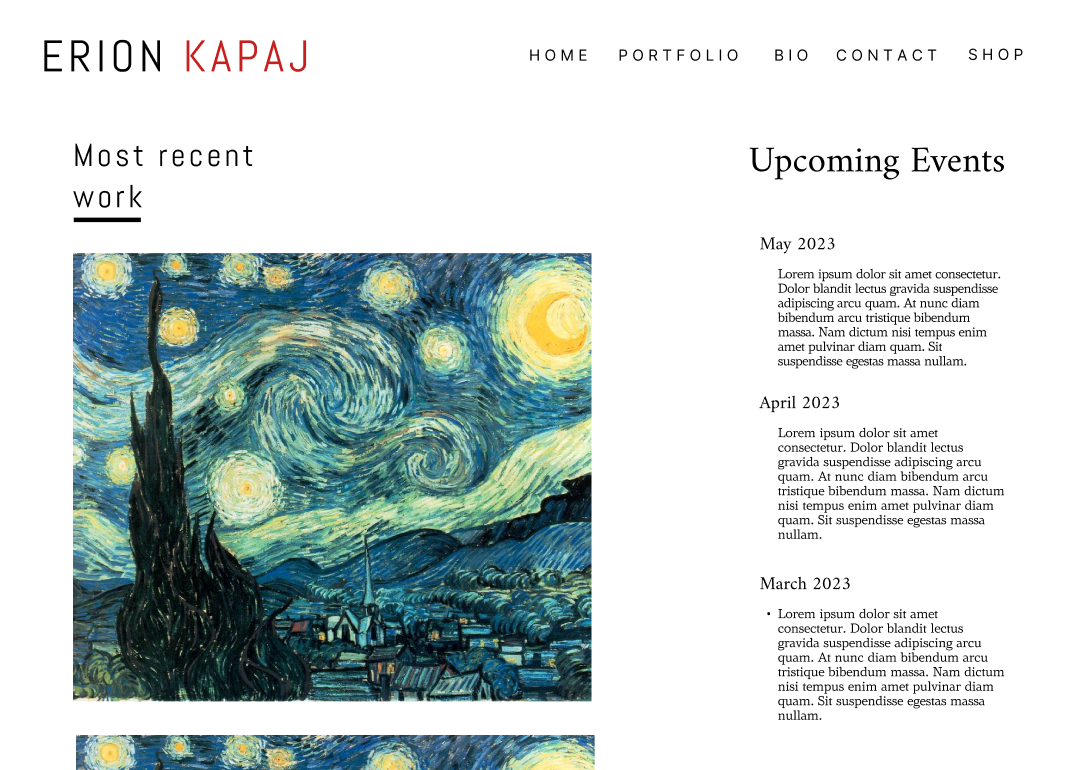 ERION KAPAJ
HOME PORTFOLIO BIO CONTACT SHOP
Most recent
work
Upcoming Events
May 2023
Lorem ipsum dolor sit amet consectetur.
Dolor blandit lectus gravida suspendisse
adipiscing arcu quam. At nunc diam
bibendum arcu tristique bibendum
massa. Nam dictum nisi tempus enim
amet pulvinar diam quam. Sit
suspendisse egestas massa nullam.
April 2023
Lorem ipsum dolor sit amet
consectetur. Dolor blandit lectus
gravida suspendisse adipiscing arcu
quam. At nunc diam bibendum arcu
tristique bibendum massa. Nam dictum
nisi tempus enim amet pulvinar diam
quam. Sit suspendisse egestas massa
nullam.
March 2023
• Lorem ipsum dolor sit amet
consectetur. Dolor blandit lectus
gravida suspendisse adipiscing arcu
quam. At nunc diam bibendum arcu
tristique bibendum massa. Nam dictum
nisi tempus enim amet pulvinar diam
quam. Sit suspendisse egestas massa
nullam.